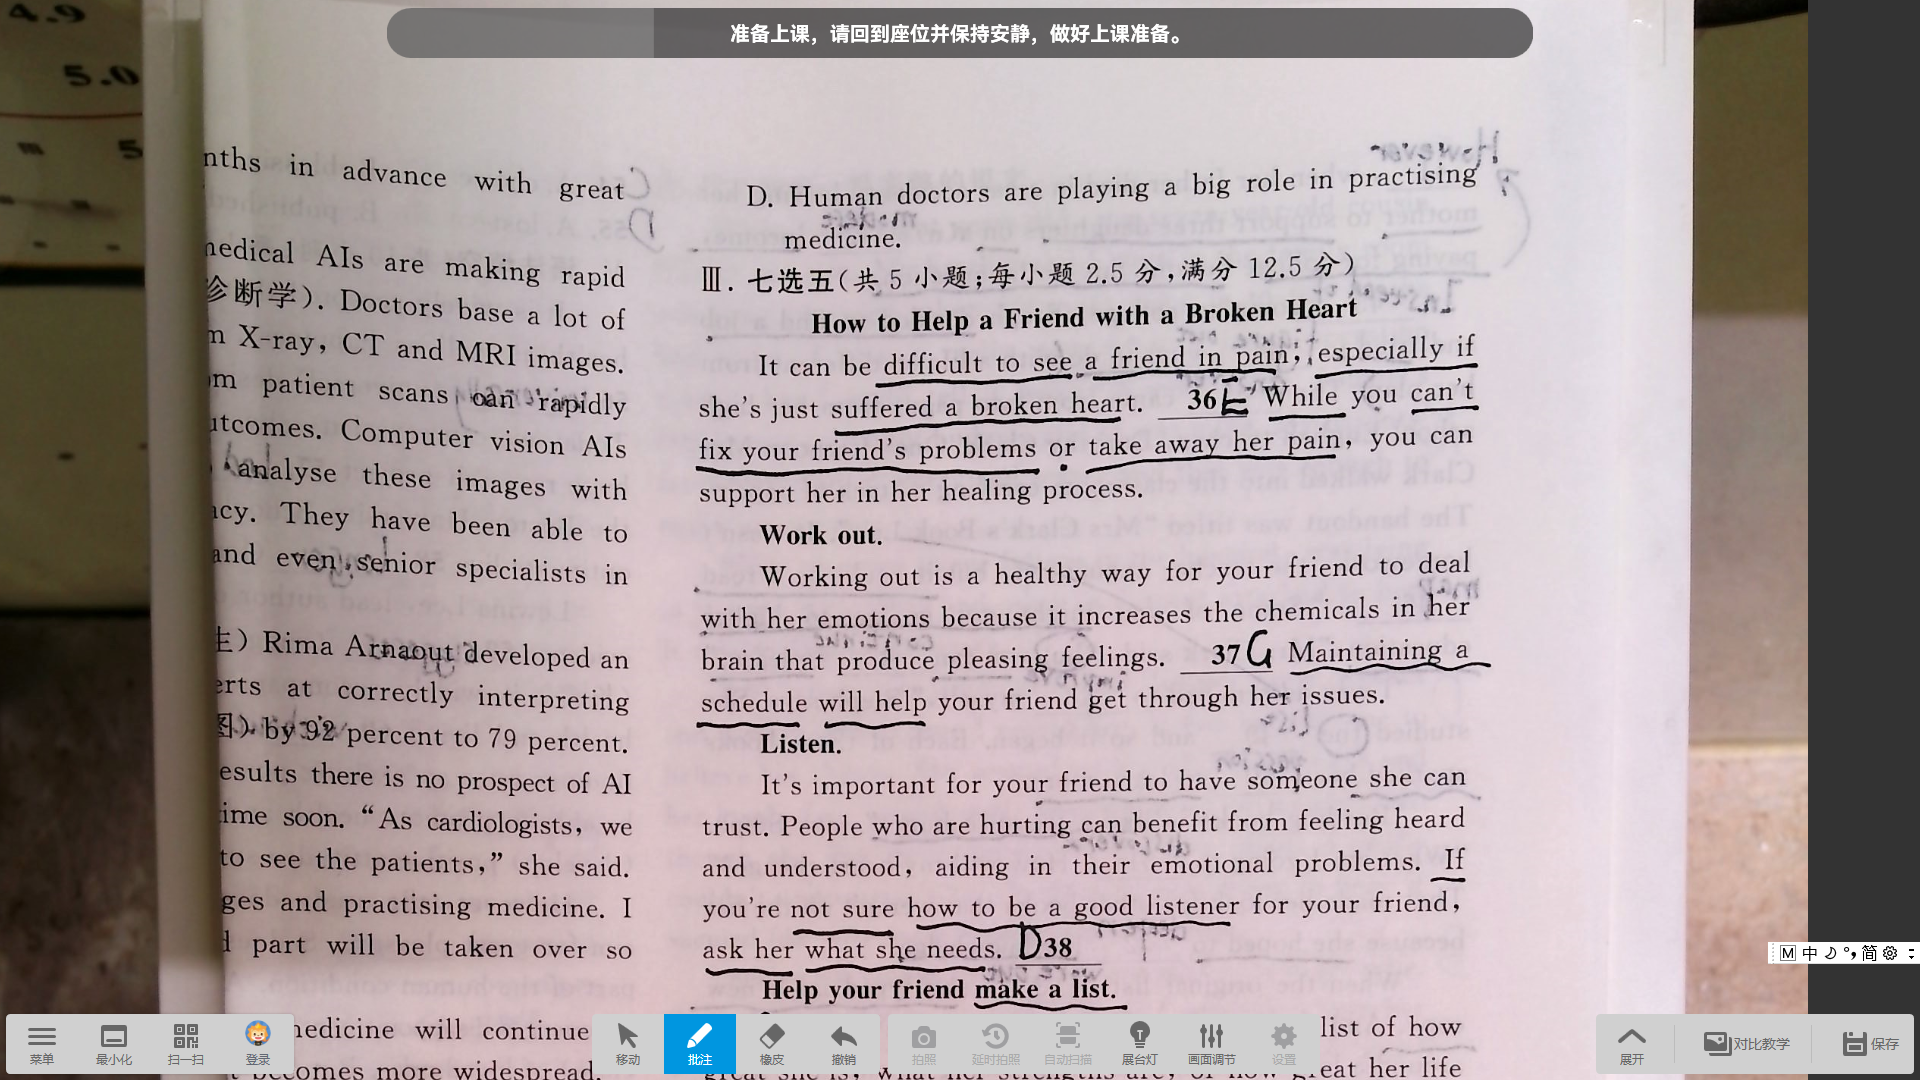 准备上课，请回到座位并保持安静，做好上课准备。
4.9
5.0
nths in advance with great
medical AIs are making rapid
诊断学). Doctors base a lot of
m X-ray, CT and MRI images.
om patient scans can rapidly
utcomes. Computer vision AIs
analyse these images with
acy. They have been able to
and even senior specialists in
生) Rima Arnaout developed an
erts at correctly interpreting
图) by 92 percent to 79 percent.
esults there is no prospect of AI
time soon. “As cardiologists, we
to see the patients,” she said.
ges and practising medicine. I
d part will be taken over so
medicine will continue
becomes more widespread.
D. Human doctors are playing a big role in practising
medicine.
Ⅲ. 七选五(共 5 小题;每小题 2.5 分,满分 12.5 分)
How to Help a Friend with a Broken Heart
It can be difficult to see a friend in pain, especially if
she's just suffered a broken heart. 36 E While you can't
fix your friend's problems or take away her pain, you can
support her in her healing process.
Work out.
Working out is a healthy way for your friend to deal
with her emotions because it increases the chemicals in her
brain that produce pleasing feelings. 37 G Maintaining a
schedule will help your friend get through her issues.
Listen.
It's important for your friend to have someone she can
trust. People who are hurting can benefit from feeling heard
and understood, aiding in their emotional problems. If
you're not sure how to be a good listener for your friend,
ask her what she needs. D 38
Help your friend make a list.
list of how
great she is, what her strengths are, or how great her life
M 中 简
菜单 最小化 扫一扫 登录 移动 批注 橡皮 撤销 拍照 延时拍照 自动扫描 展台灯 画面调节 设置 展开 对比教学 保存